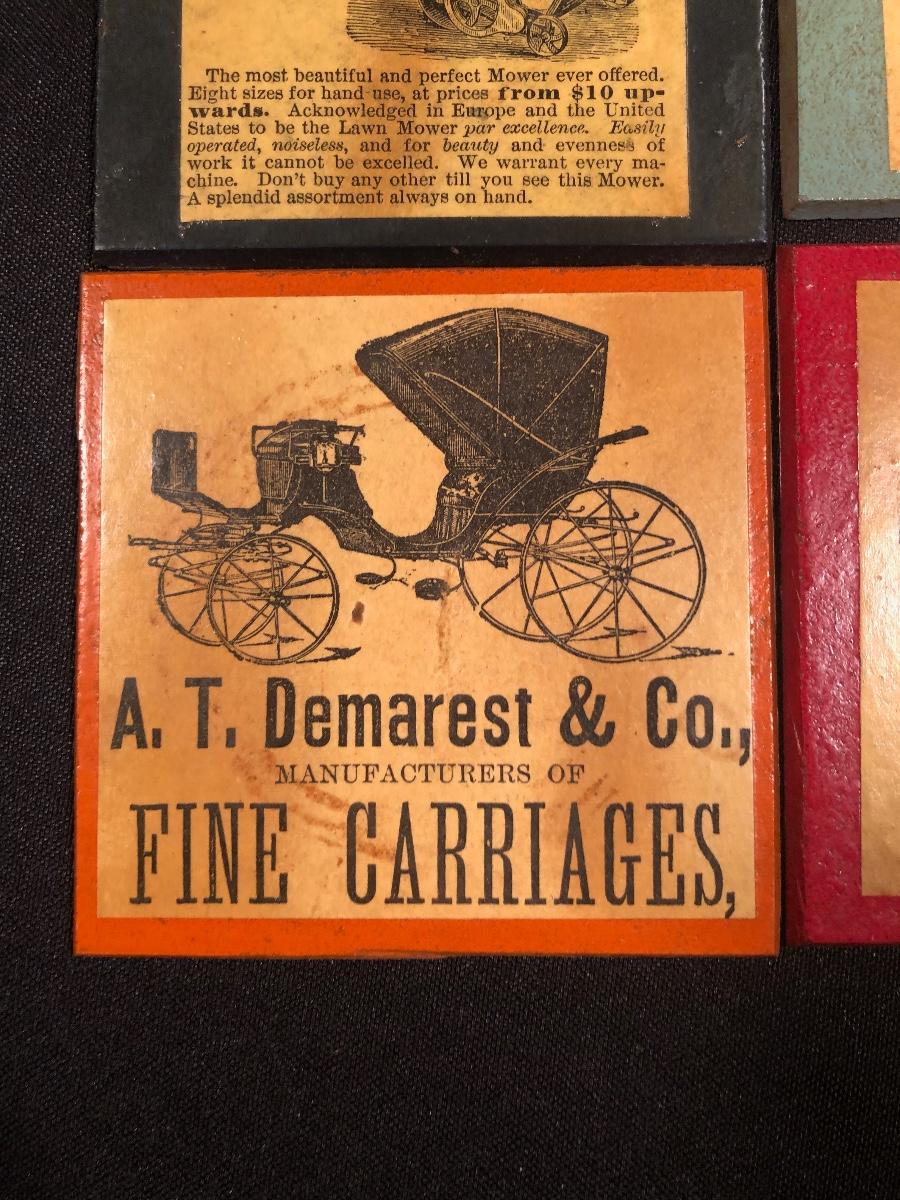 The most beautiful and perfect Mower ever offered.
Eight sizes for hand-use, at prices from $10 up-
wards. Acknowledged in Europe and the United
States to be the Lawn Mower par excellence. Easily
operated, noiseless, and for beauty and evenness of
work it cannot be excelled. We warrant every ma-
chine. Don't buy any other till you see this Mower.
A splendid assortment always on hand.
A. T. Demarest & Co.,
MANUFACTURERS OF
FINE CARRIAGES,